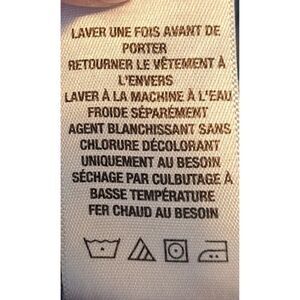 LAVER UNE FOIS AVANT DE
PORTER
RETOURNER LE VÊTEMENT À
L'ENVERS
LAVER À LA MACHINE À L'EAU
FROIDE SÉPARÉMENT
AGENT BLANCHISSANT SANS
CHLORURE DÉCOLORANT
UNIQUEMENT AU BESOIN
SÉCHAGE PAR CULBUTAGE À
BASSE TEMPÉRATURE
FER CHAUD AU BESOIN